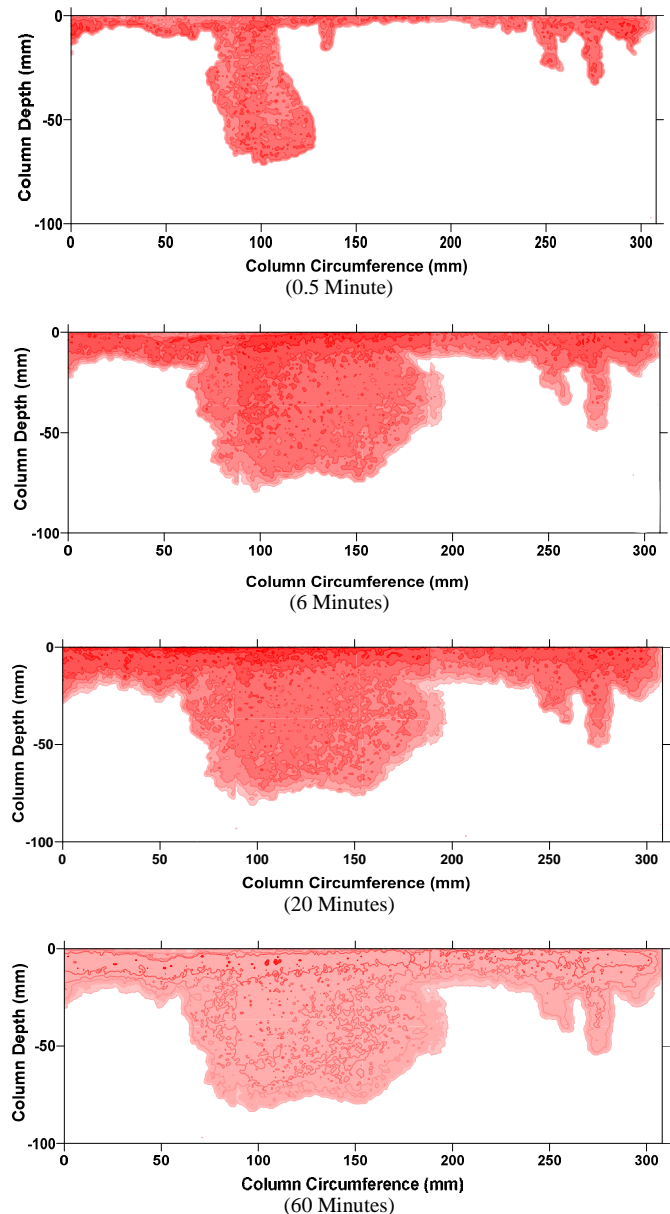 0
-50
-100
Column Depth (mm)
0 50 100 150 200 250 300
Column Circumference (mm)
(0.5 Minute)
0
-50
-100
Column Depth (mm)
0 50 100 150 200 250 300
Column Circumference (mm)
(6 Minutes)
0
-50
-100
Column Depth (mm)
0 50 100 150 200 250 300
Column Circumference (mm)
(20 Minutes)
0
-50
-100
Column Depth (mm)
0 50 100 150 200 250 300
Column Circumference (mm)
(60 Minutes)